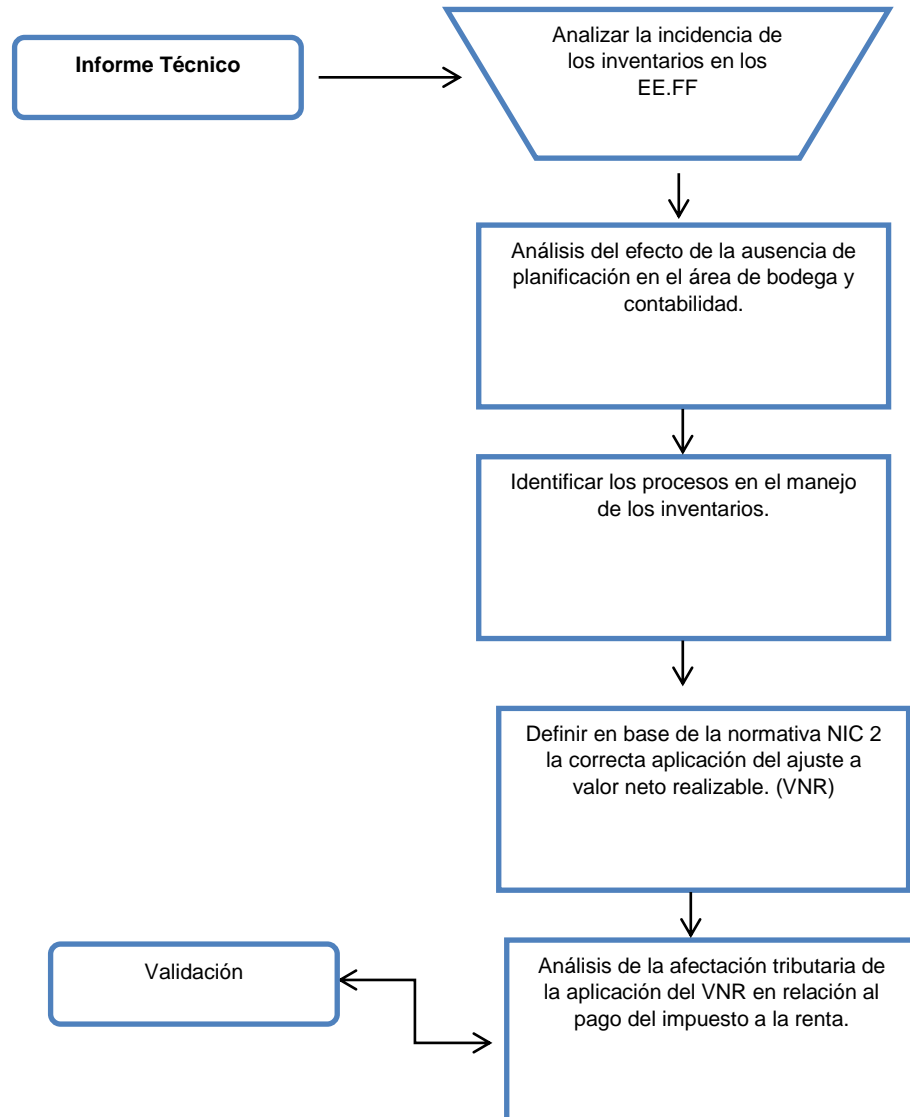 Informe Técnico
Analizar la incidencia de
los inventarios en los
EE.FF
Análisis del efecto de la ausencia de
planificación en el área de bodega y
contabilidad.
Identificar los procesos en el manejo
de los inventarios.
Definir en base de la normativa NIC 2
la correcta aplicación del ajuste a
valor neto realizable. (VNR)
Validación
Análisis de la afectación tributaria de
la aplicación del VNR en relación al
pago del impuesto a la renta.